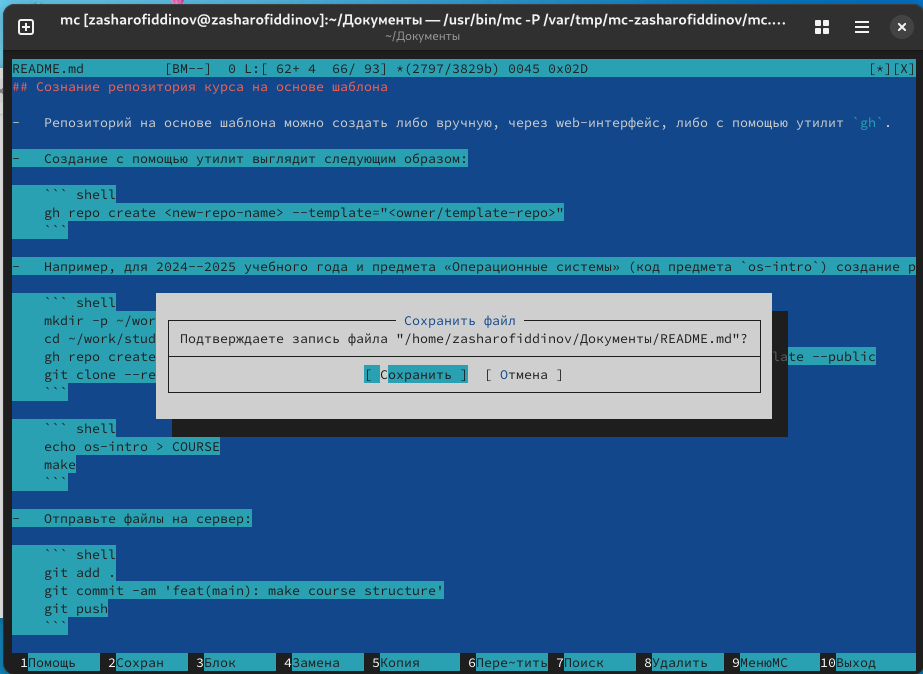 mc [zasharofiddinov@zasharofiddinov]:~/Документы — /usr/bin/mc -P /var/tmp/mc-zasharofiddinov/mc.…
~/Документы
README.md [BM--] 0 L:[ 62+ 4 66/ 93] *(2797/3829b) 0045 0x02D [*][X]
## Сознание репозитория курса на основе шаблона
- Репозиторий на основе шаблона можно создать либо вручную, через web-интерфейс, либо с помощью утилит `gh`.
- Создание с помощью утилит выглядит следующим образом:
``` shell
gh repo create <new-repo-name> --template="<owner/template-repo>"
```
- Например, для 2024--2025 учебного года и предмета «Операционные системы» (код предмета `os-intro`) создание р
``` shell
mkdir -p ~/wor
cd ~/work/stud
gh repo create late --public
git clone --re
```
Сохранить файл
Подтверждаете запись файла "/home/zasharofiddinov/Документы/README.md"?
[ Сохранить ] [ Отмена ]
``` shell
echo os-intro > COURSE
make
```
- Отправьте файлы на сервер:
``` shell
git add .
git commit -am 'feat(main): make course structure'
git push
```
1Помощь 2Сохран 3Блок 4Замена 5Копия 6Пере~тить 7Поиск 8Удалить 9МенюMC 10Выход